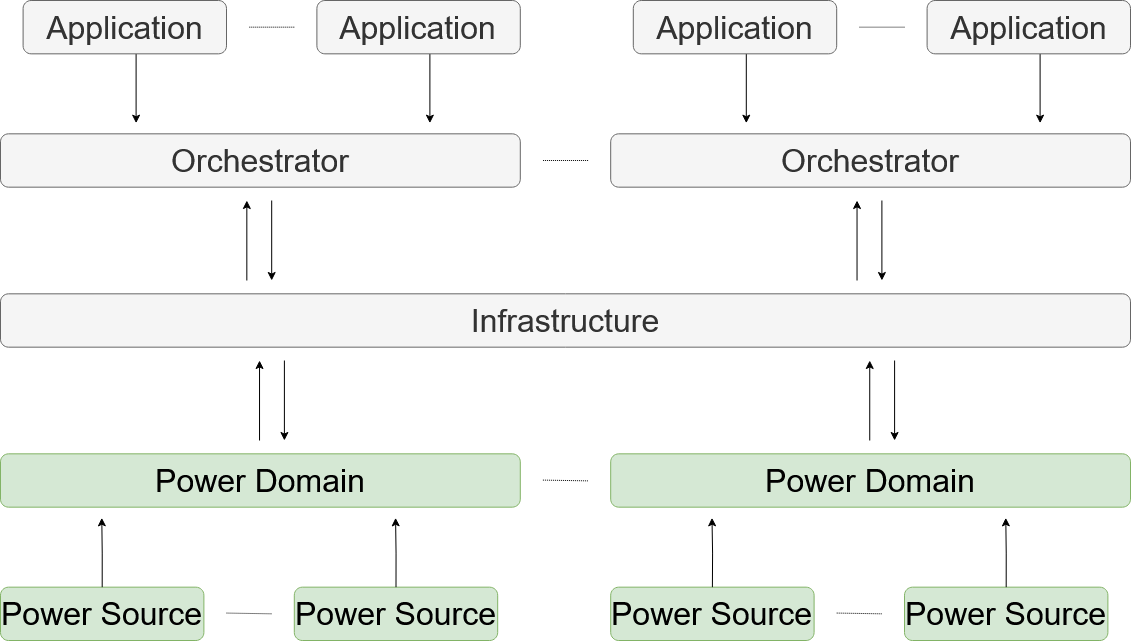 Application
Application
Application
Application
Orchestrator
Orchestrator
Infrastructure
Power Domain
Power Domain
Power Source
Power Source
Power Source
Power Source